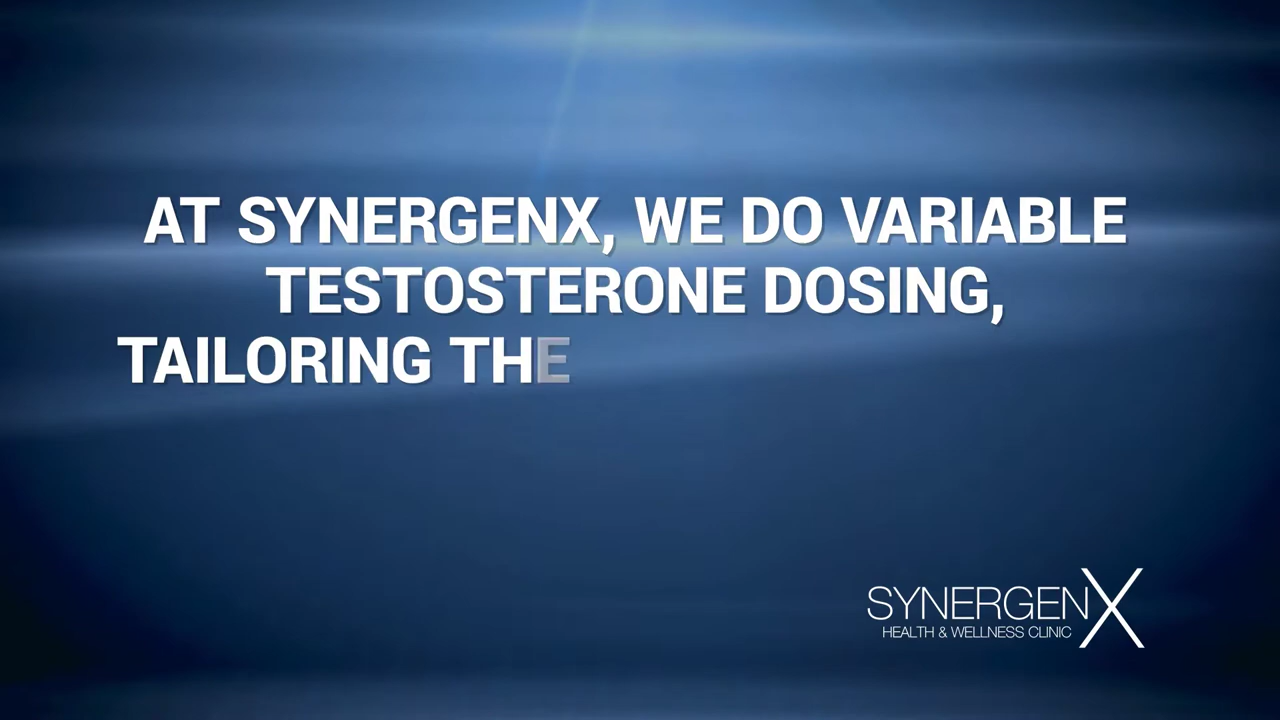 AT SYNERGENX, WE DO VARIABLE
TESTOSTERONE DOSING,
TAILORING THE
SYNERGENX
HEALTH & WELLNESS CLINIC